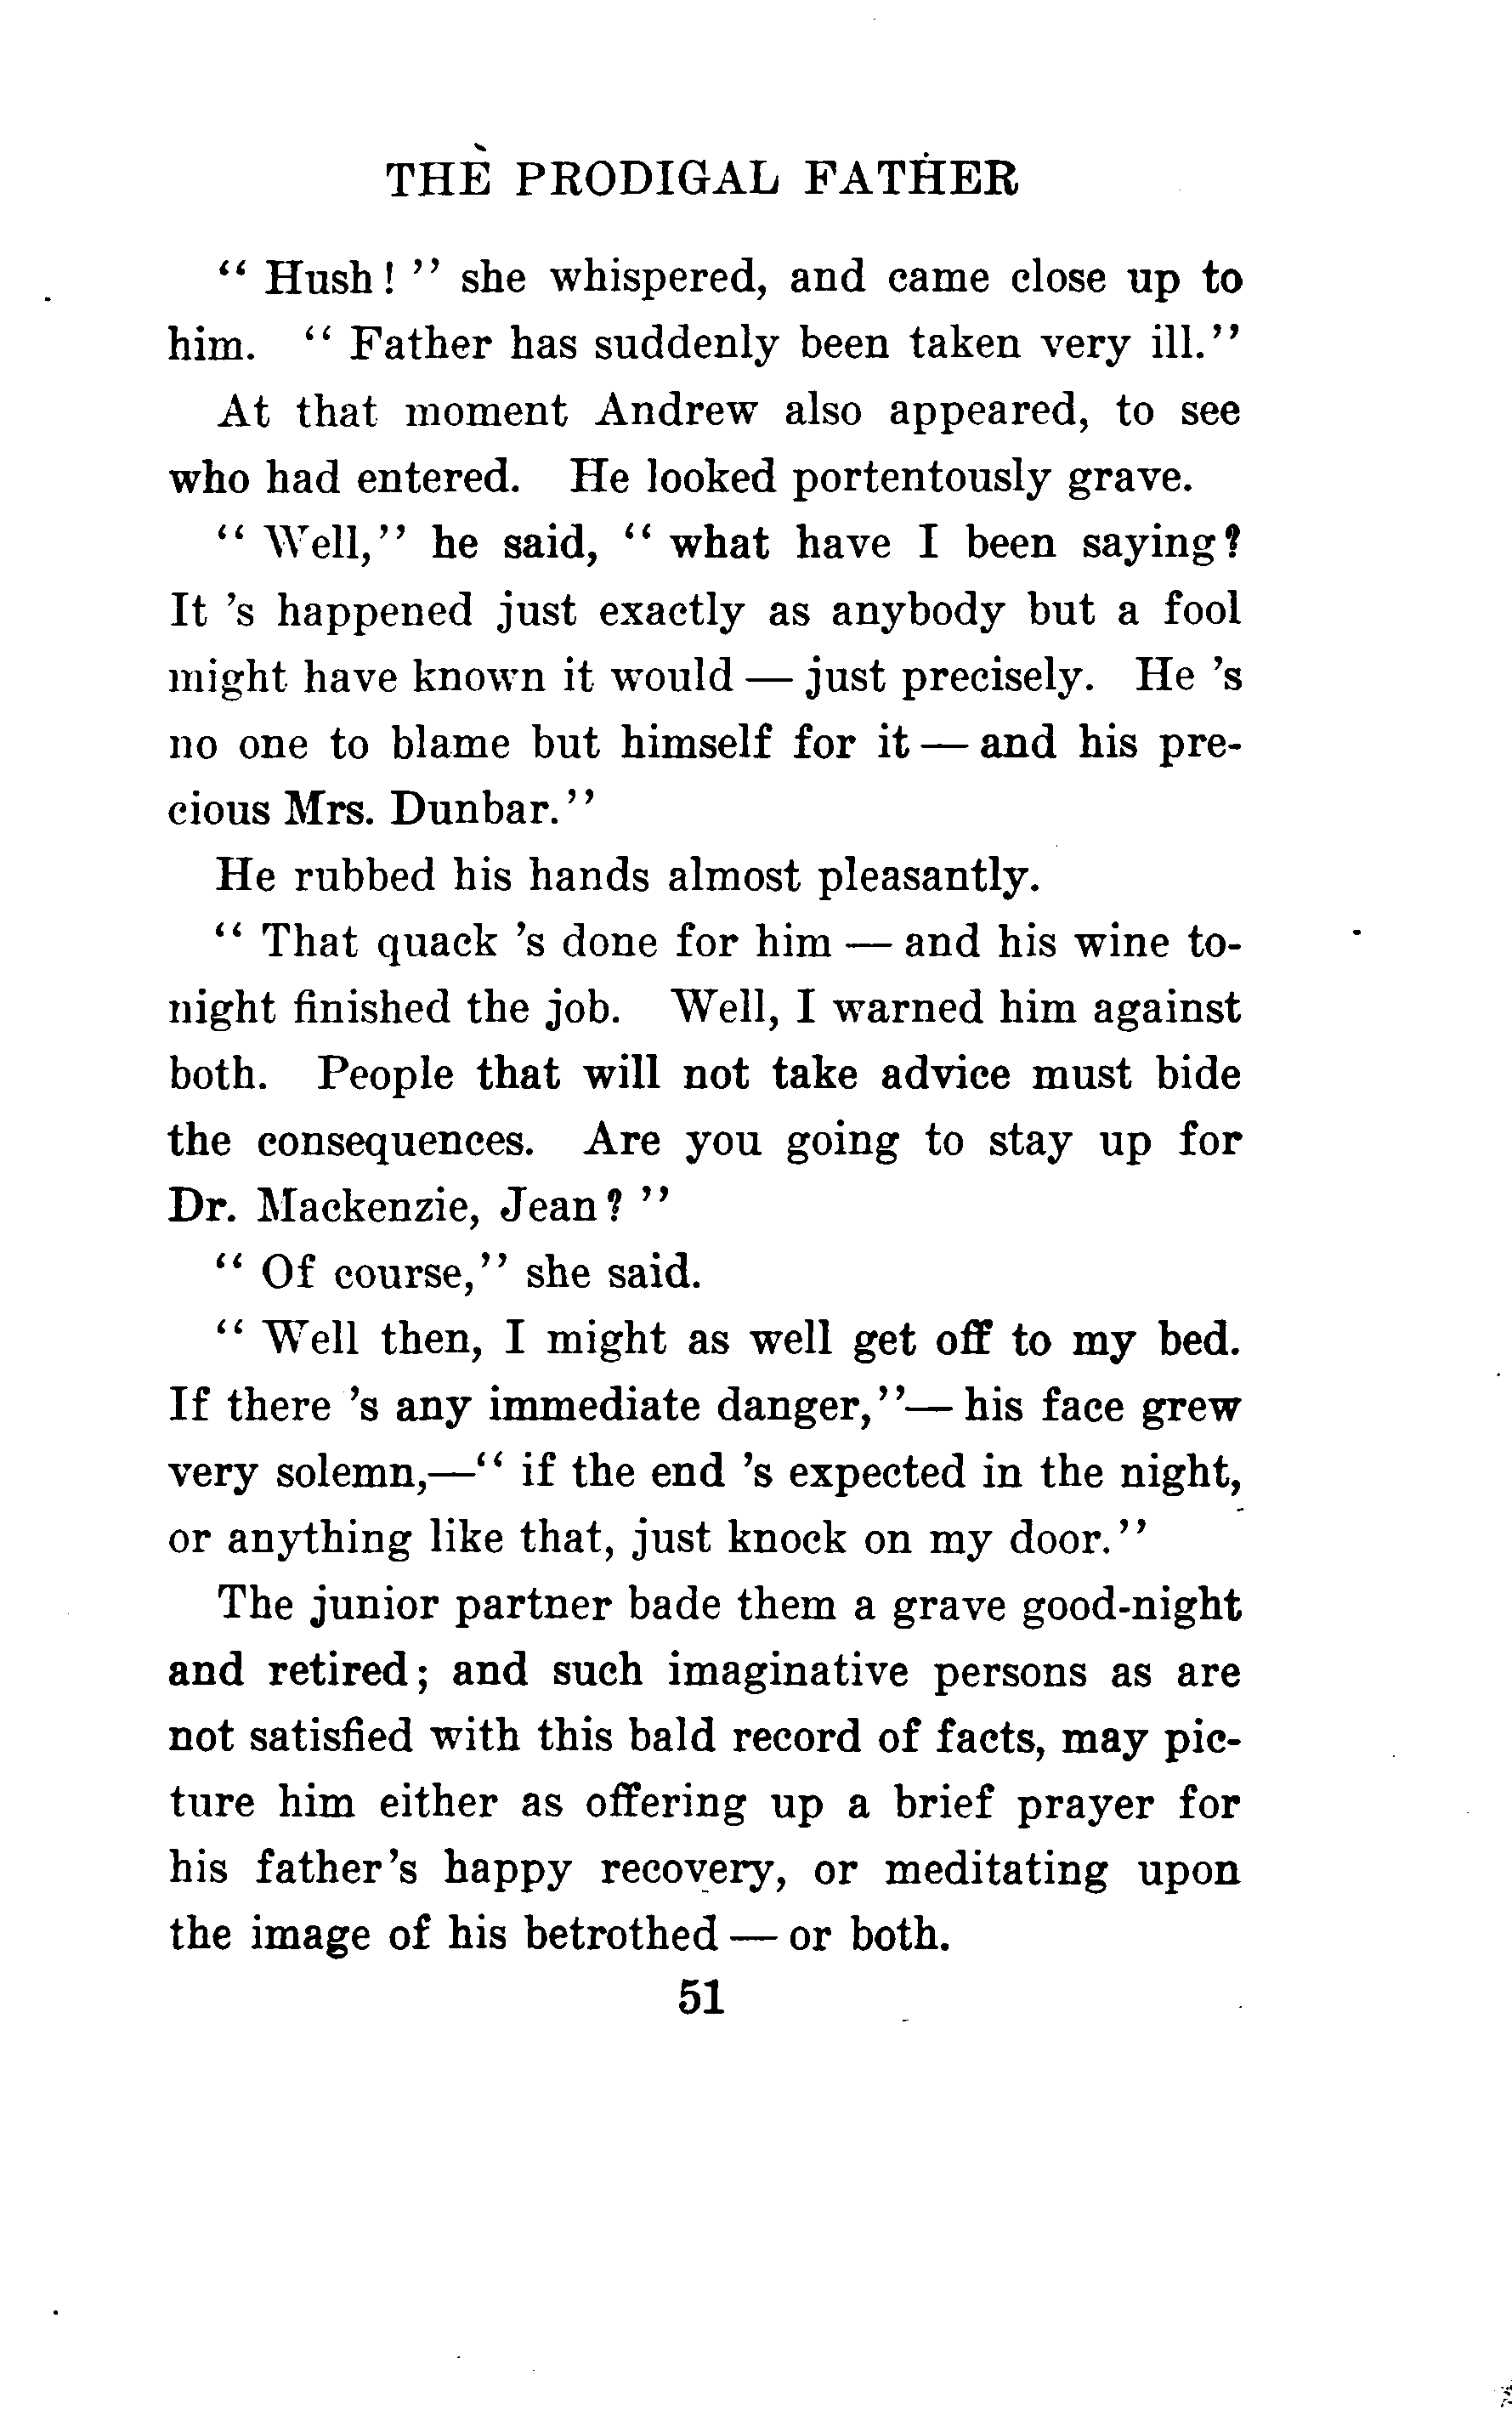 THE PRODIGAL FATHER
“ Hush! ” she whispered, and came close up to
him. “ Father has suddenly been taken very ill.”
At that moment Andrew also appeared, to see
who had entered. He looked portentously grave.
“ Well,” he said, “ what have I been saying?
It 's happened just exactly as anybody but a fool
might have known it would — just precisely. He 's
no one to blame but himself for it — and his pre-
cious Mrs. Dunbar.”
He rubbed his hands almost pleasantly.
“ That quack 's done for him — and his wine to-
night finished the job. Well, I warned him against
both. People that will not take advice must bide
the consequences. Are you going to stay up for
Dr. Mackenzie, Jean? ”
“ Of course,” she said.
“ Well then, I might as well get off to my bed.
If there 's any immediate danger,”— his face grew
very solemn,—“ if the end 's expected in the night,
or anything like that, just knock on my door.”
The junior partner bade them a grave good-night
and retired; and such imaginative persons as are
not satisfied with this bald record of facts, may pic-
ture him either as offering up a brief prayer for
his father's happy recovery, or meditating upon
the image of his betrothed — or both.
51